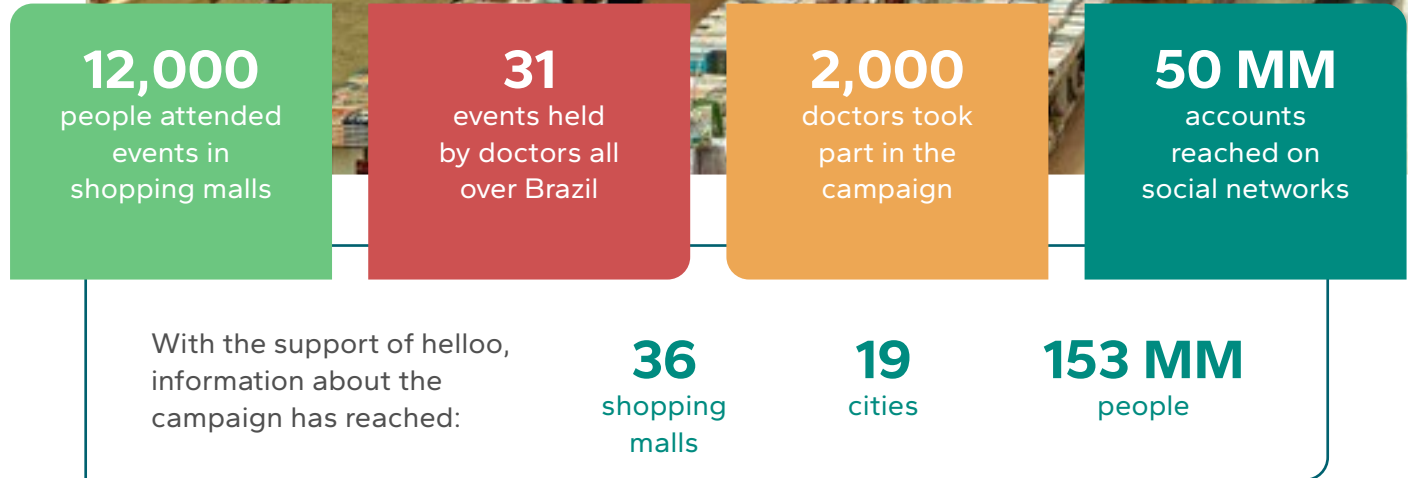 12,000
people attended
events in
shopping malls
31
events held
by doctors all
over Brazil
2,000
doctors took
part in the
campaign
50 MM
accounts
reached on
social networks
With the support of helloo,
information about the
campaign has reached:
36
shopping
malls
19
cities
153 MM
people